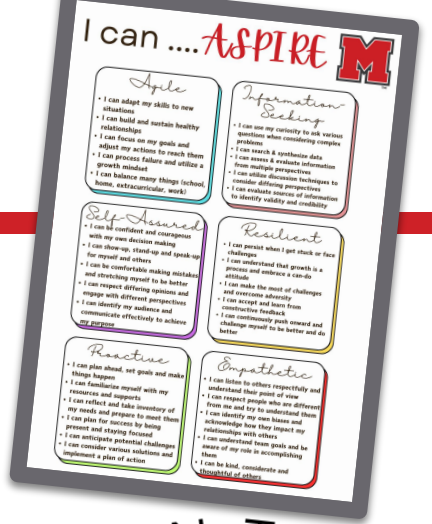 I can ....ASPIRE M
Agile
• I can adapt my skills to new
situations
• I can build and sustain healthy
relationships
• I can focus on my goals and
adjust my actions to reach them
• I can process failure and utilize a
growth mindset
• I can balance many things (school,
home, extracurricular, work)
Information-
Seeking
• I can use my curiosity to ask various
questions when considering complex
problems
• I can search & synthesize data
• I can assess & evaluate information
from multiple perspectives
• I can utilize discussion techniques to
consider differing perspectives
• I can evaluates sources of information
to identify validity and credibility
Self-Assured
• I can be confident and courageous
with my own decision making
• I can show-up, stand-up and speak-up
for myself and others
• I can be comfortable making mistakes
and stretching myself to be better
• I can respect differing opinions and
engage with different perspectives
• I can identify my audience and
communicate effectively to achieve
my purpose
Resilient
• I can persist when I get stuck or face
challenges
• I can understand that growth is a
process and embrace a can-do
attitude
• I can make the most of challenges
and overcome adversity
• I can accept and learn from
constructive feedback
• I can continuously push onward and
challenge myself to be better and do
better
Proactive
• I can plan ahead, set goals and make
things happen
• I can familiarize myself with my
resources and supports
• I can reflect and take inventory of
my needs and prepare to meet them
• I can plan for success by being
present and staying focused
• I can anticipate potential challenges
• I can consider various solutions and
implement a plan of action
Empathetic
• I can listen to others respectfully and
understand their point of view
• I can respect people who are different
from me and try to understand them
• I can identify my own biases and
acknowledge how they impact my
relationships with others
• I can understand team goals and be
aware of my role in accomplishing
them
• I can be kind, considerate and
thoughtful of others